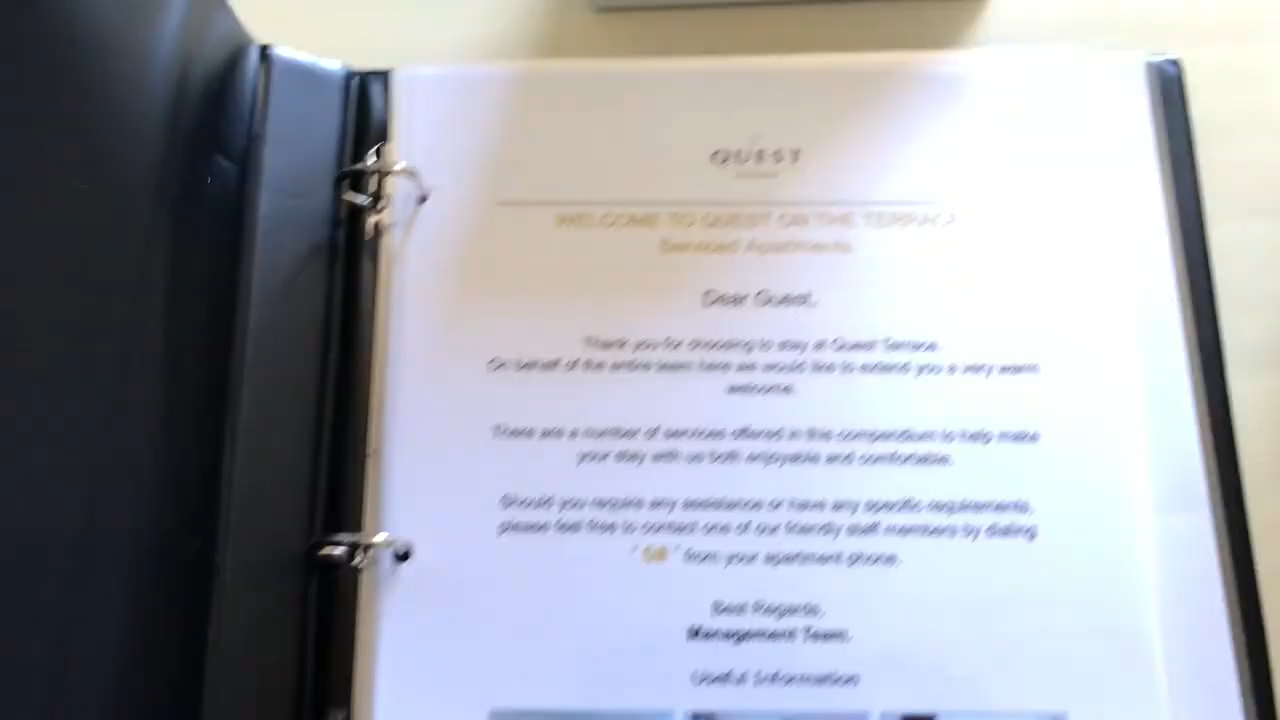 QUEST
WELCOME TO QUEST ON THE TERRACE
Serviced Apartments
Dear Guest,
Thank you for choosing to stay at Quest Terrace.
On behalf of the entire team here we would like to extend you a very warm
welcome.
There are a number of services offered in this compendium to help make
your stay with us both enjoyable and comfortable.
Should you require any assistance or have any specific requirements,
please feel free to contact one of our friendly staff members by dialing
from your apartment phone.
Best Regards,
Management Team.
Useful Information